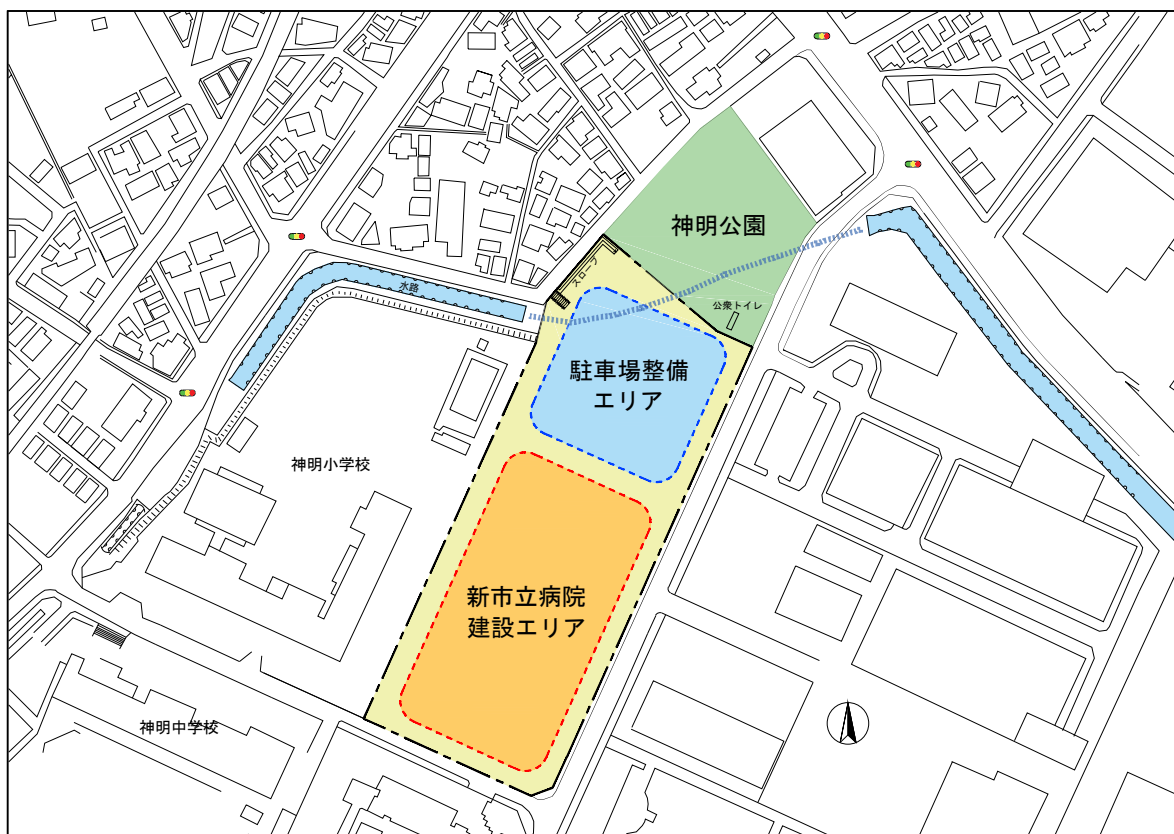 神明公園
スロープ
水路
公衆トイレ
駐車場整備
エリア
神明小学校
新市立病院
建設エリア
神明中学校